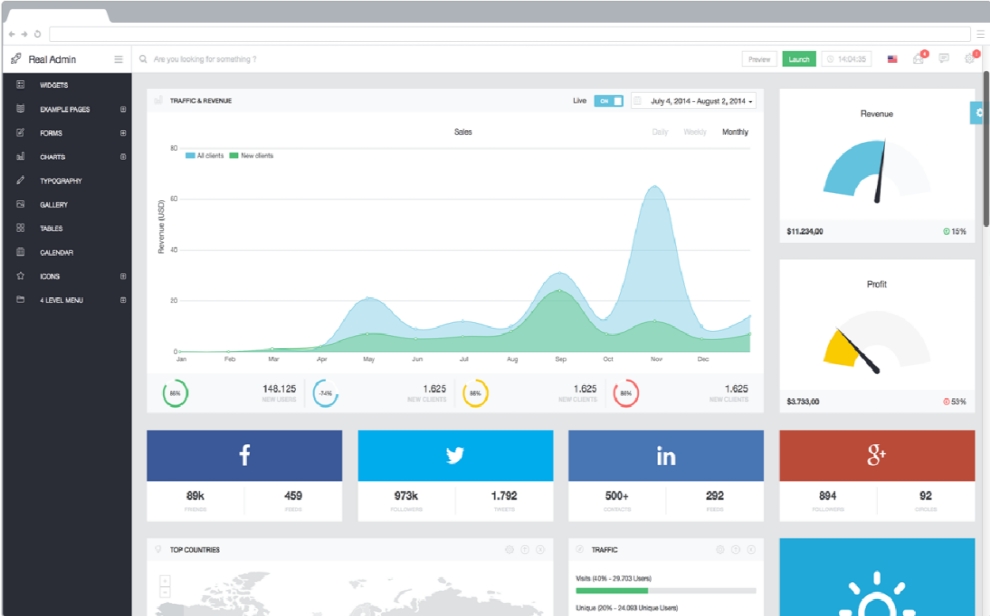 Real Admin
Are you looking for something ?
Preview
Launch
14:04:25
WIDGETS
EXAMPLE PAGES
FORMS
CHARTS
TYPOGRAPHY
GALLERY
TABLES
CALENDAR
ICONS
4 LEVEL MENU
TRAFFIC & REVENUE
Live
ON
July 4, 2014 - August 2, 2014
Sales
Daily Weekly Monthly
All clients New clients
Revenue (USD)
80
60
40
20
0
Jan Feb Mar Apr May Jun Jul Aug Sep Oct Nov Dec
86%
148.125
NEW USERS
-74%
1.625
NEW CLIENTS
86%
1.625
NEW CLIENTS
86%
1.625
NEW CLIENTS
Revenue
$11.234,00 15%
Profit
$3.733,00 53%
f
89k 459
FRIENDS FEEDS
973k 1.792
FOLLOWERS TWEETS
in
500+ 292
CONTACTS FEEDS
g+
894 92
FOLLOWERS CIRCLES
TOP COUNTRIES
+
-
TRAFFIC
Visits (40% - 29.703 Users)
Unique (20% - 24.093 Unique Users)